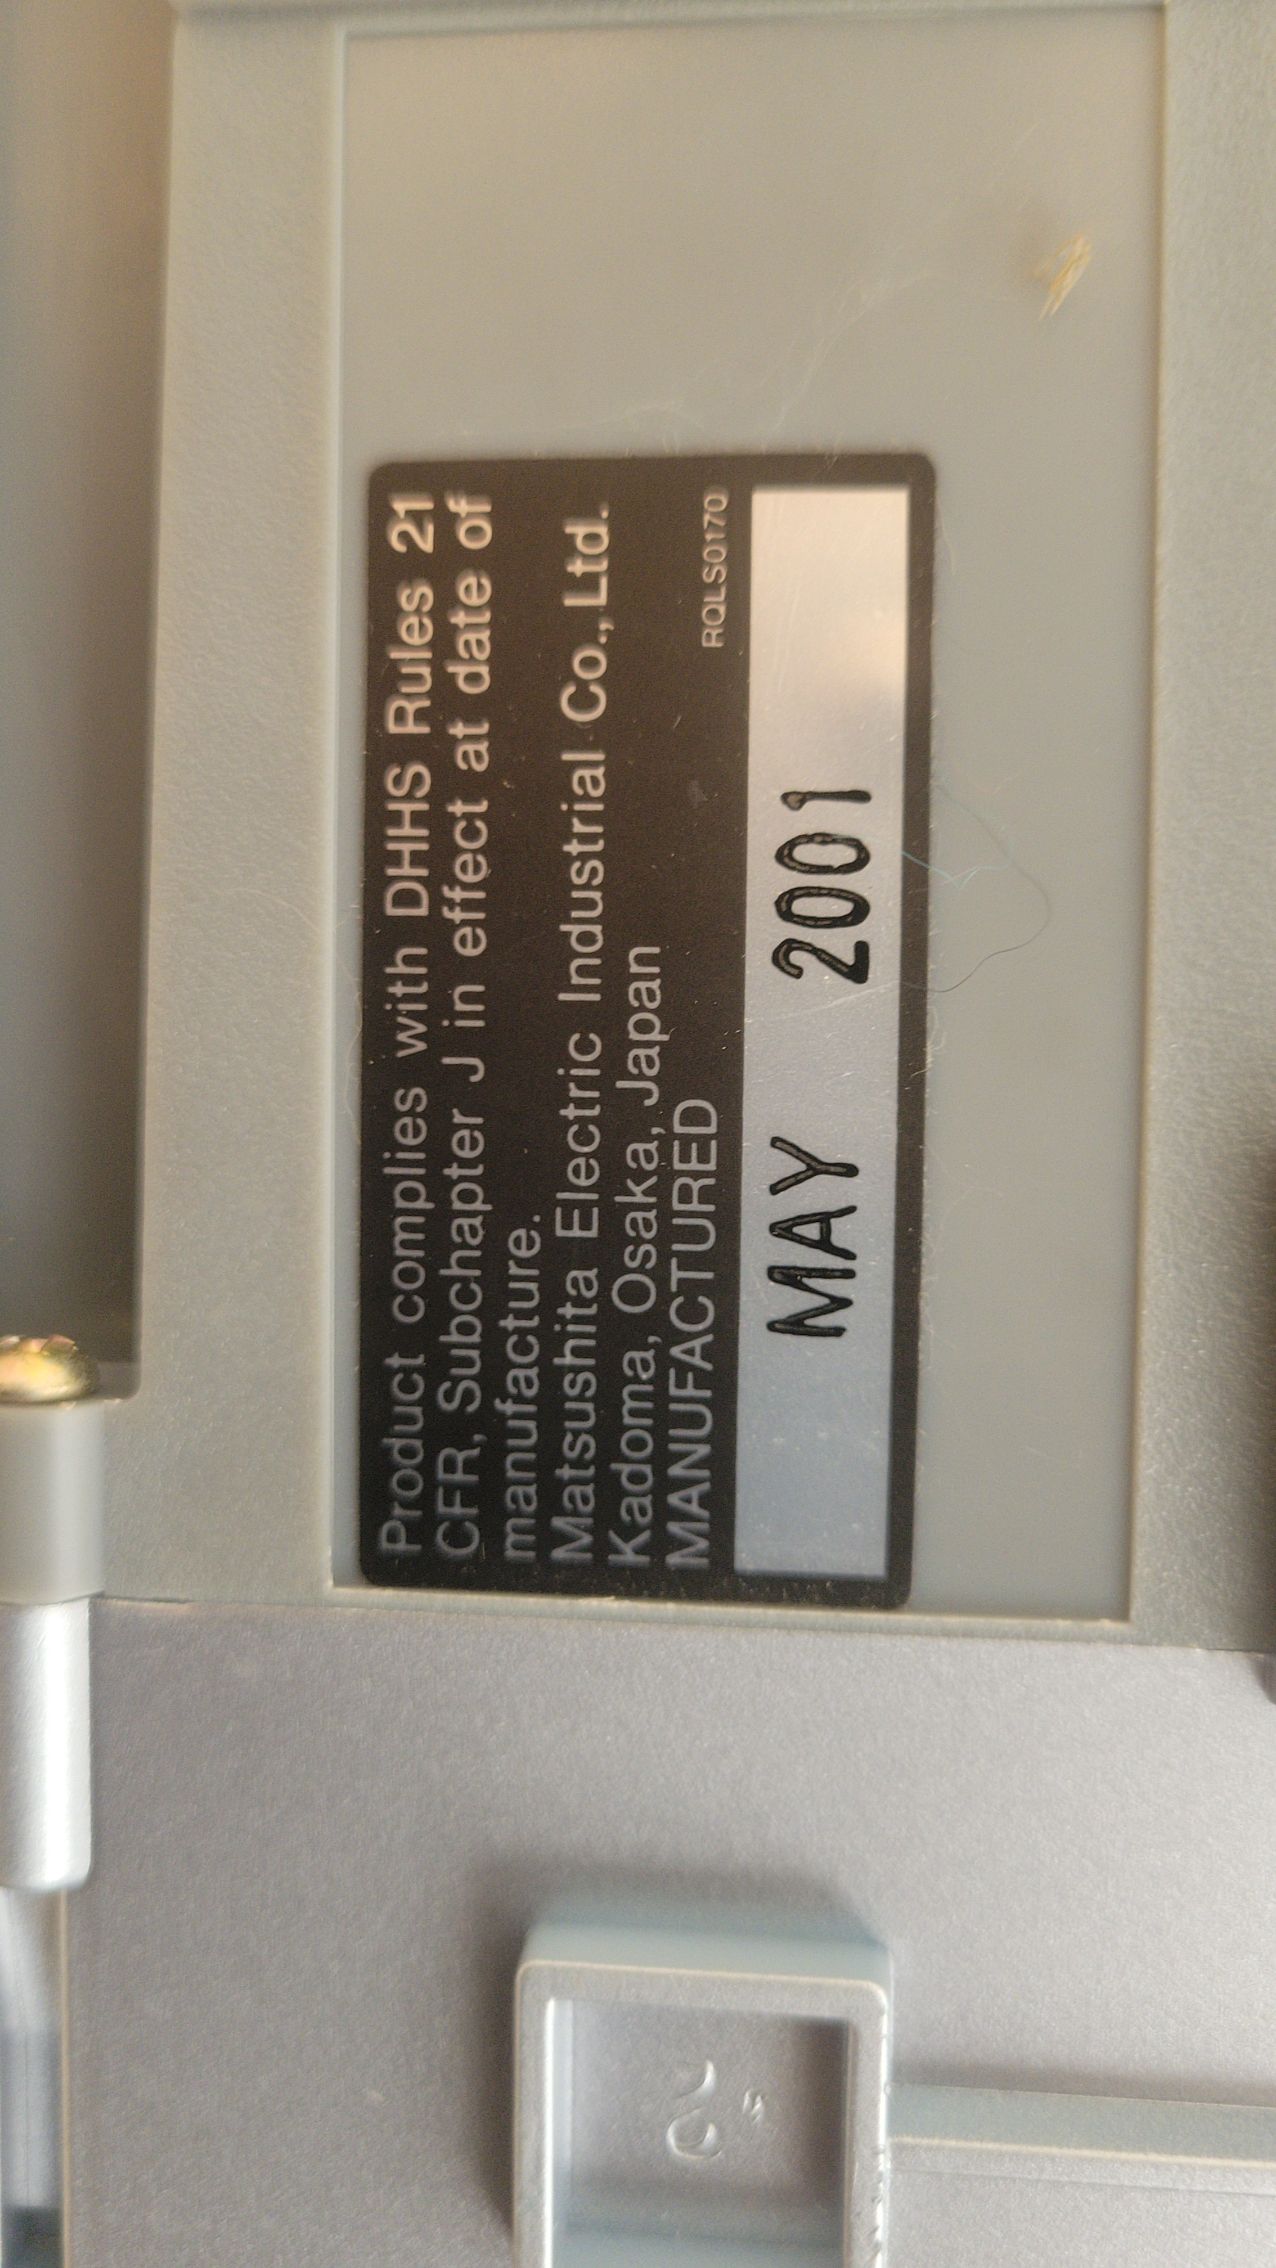 Product complies with DHHS Rules 21
CFR, Subchapter J in effect at date of
manufacture.
Matsushita Electric Industrial Co., Ltd.
Kadoma, Osaka, Japan
RQLS0170
MANUFACTURED
MAY 2001